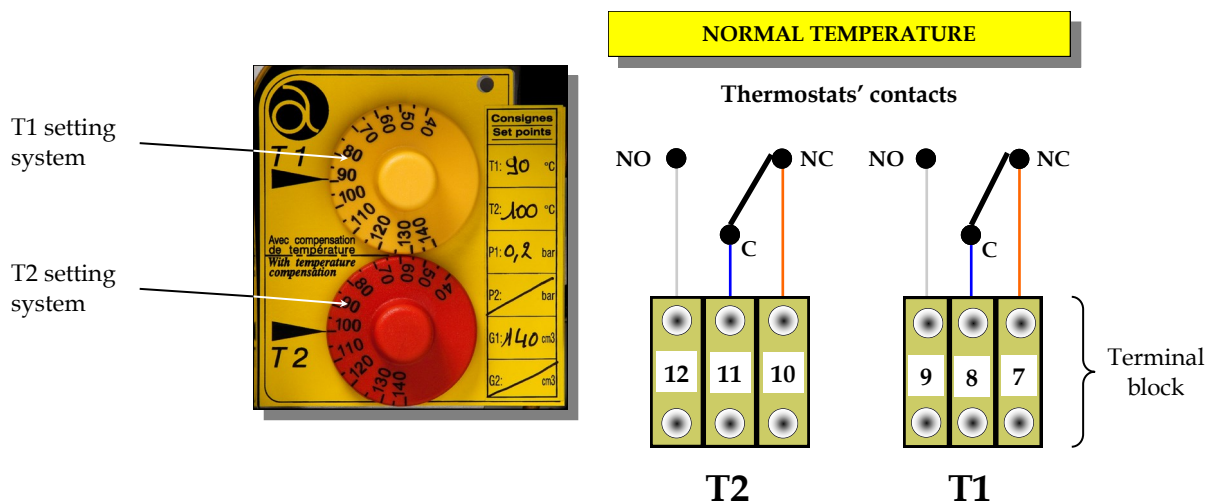 NORMAL TEMPERATURE
Thermostats' contacts
T1 setting
system
T2 setting
system
40
50
60
70
80
90
100
110
120
130
140
T1
Avec compensation
de température
With temperature
compensation
40
50
60
70
80
90
100
110
120
130
140
T2
Consignes
Set points
T1: 90 °C
T2: 100 °C
P1: 0,2 bar
P2: bar
G1: 140 cm3
G2: cm3
NO
NC
C
NO
NC
C
12
11
10
9
8
7
Terminal
block
T2
T1